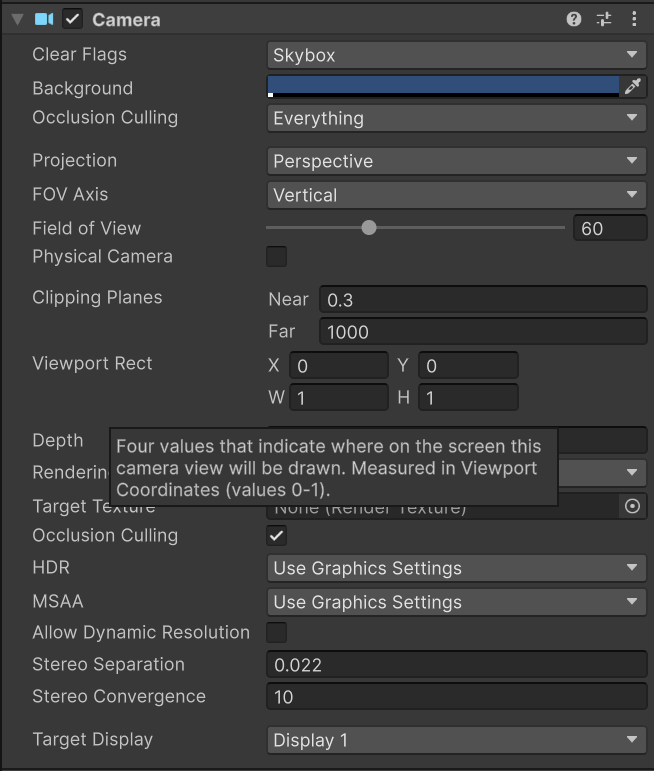 Camera
Clear Flags Skybox
Background
Occlusion Culling Everything
Projection Perspective
FOV Axis Vertical
Field of View 60
Physical Camera
Clipping Planes Near 0.3
Far 1000
Viewport Rect X 0 Y 0
W 1 H 1
Depth
Four values that indicate where on the screen this
camera view will be drawn. Measured in Viewport
Coordinates (values 0-1).
Renderin
Target Texture None (Render Texture)
Occlusion Culling
HDR Use Graphics Settings
MSAA Use Graphics Settings
Allow Dynamic Resolution
Stereo Separation 0.022
Stereo Convergence 10
Target Display Display 1